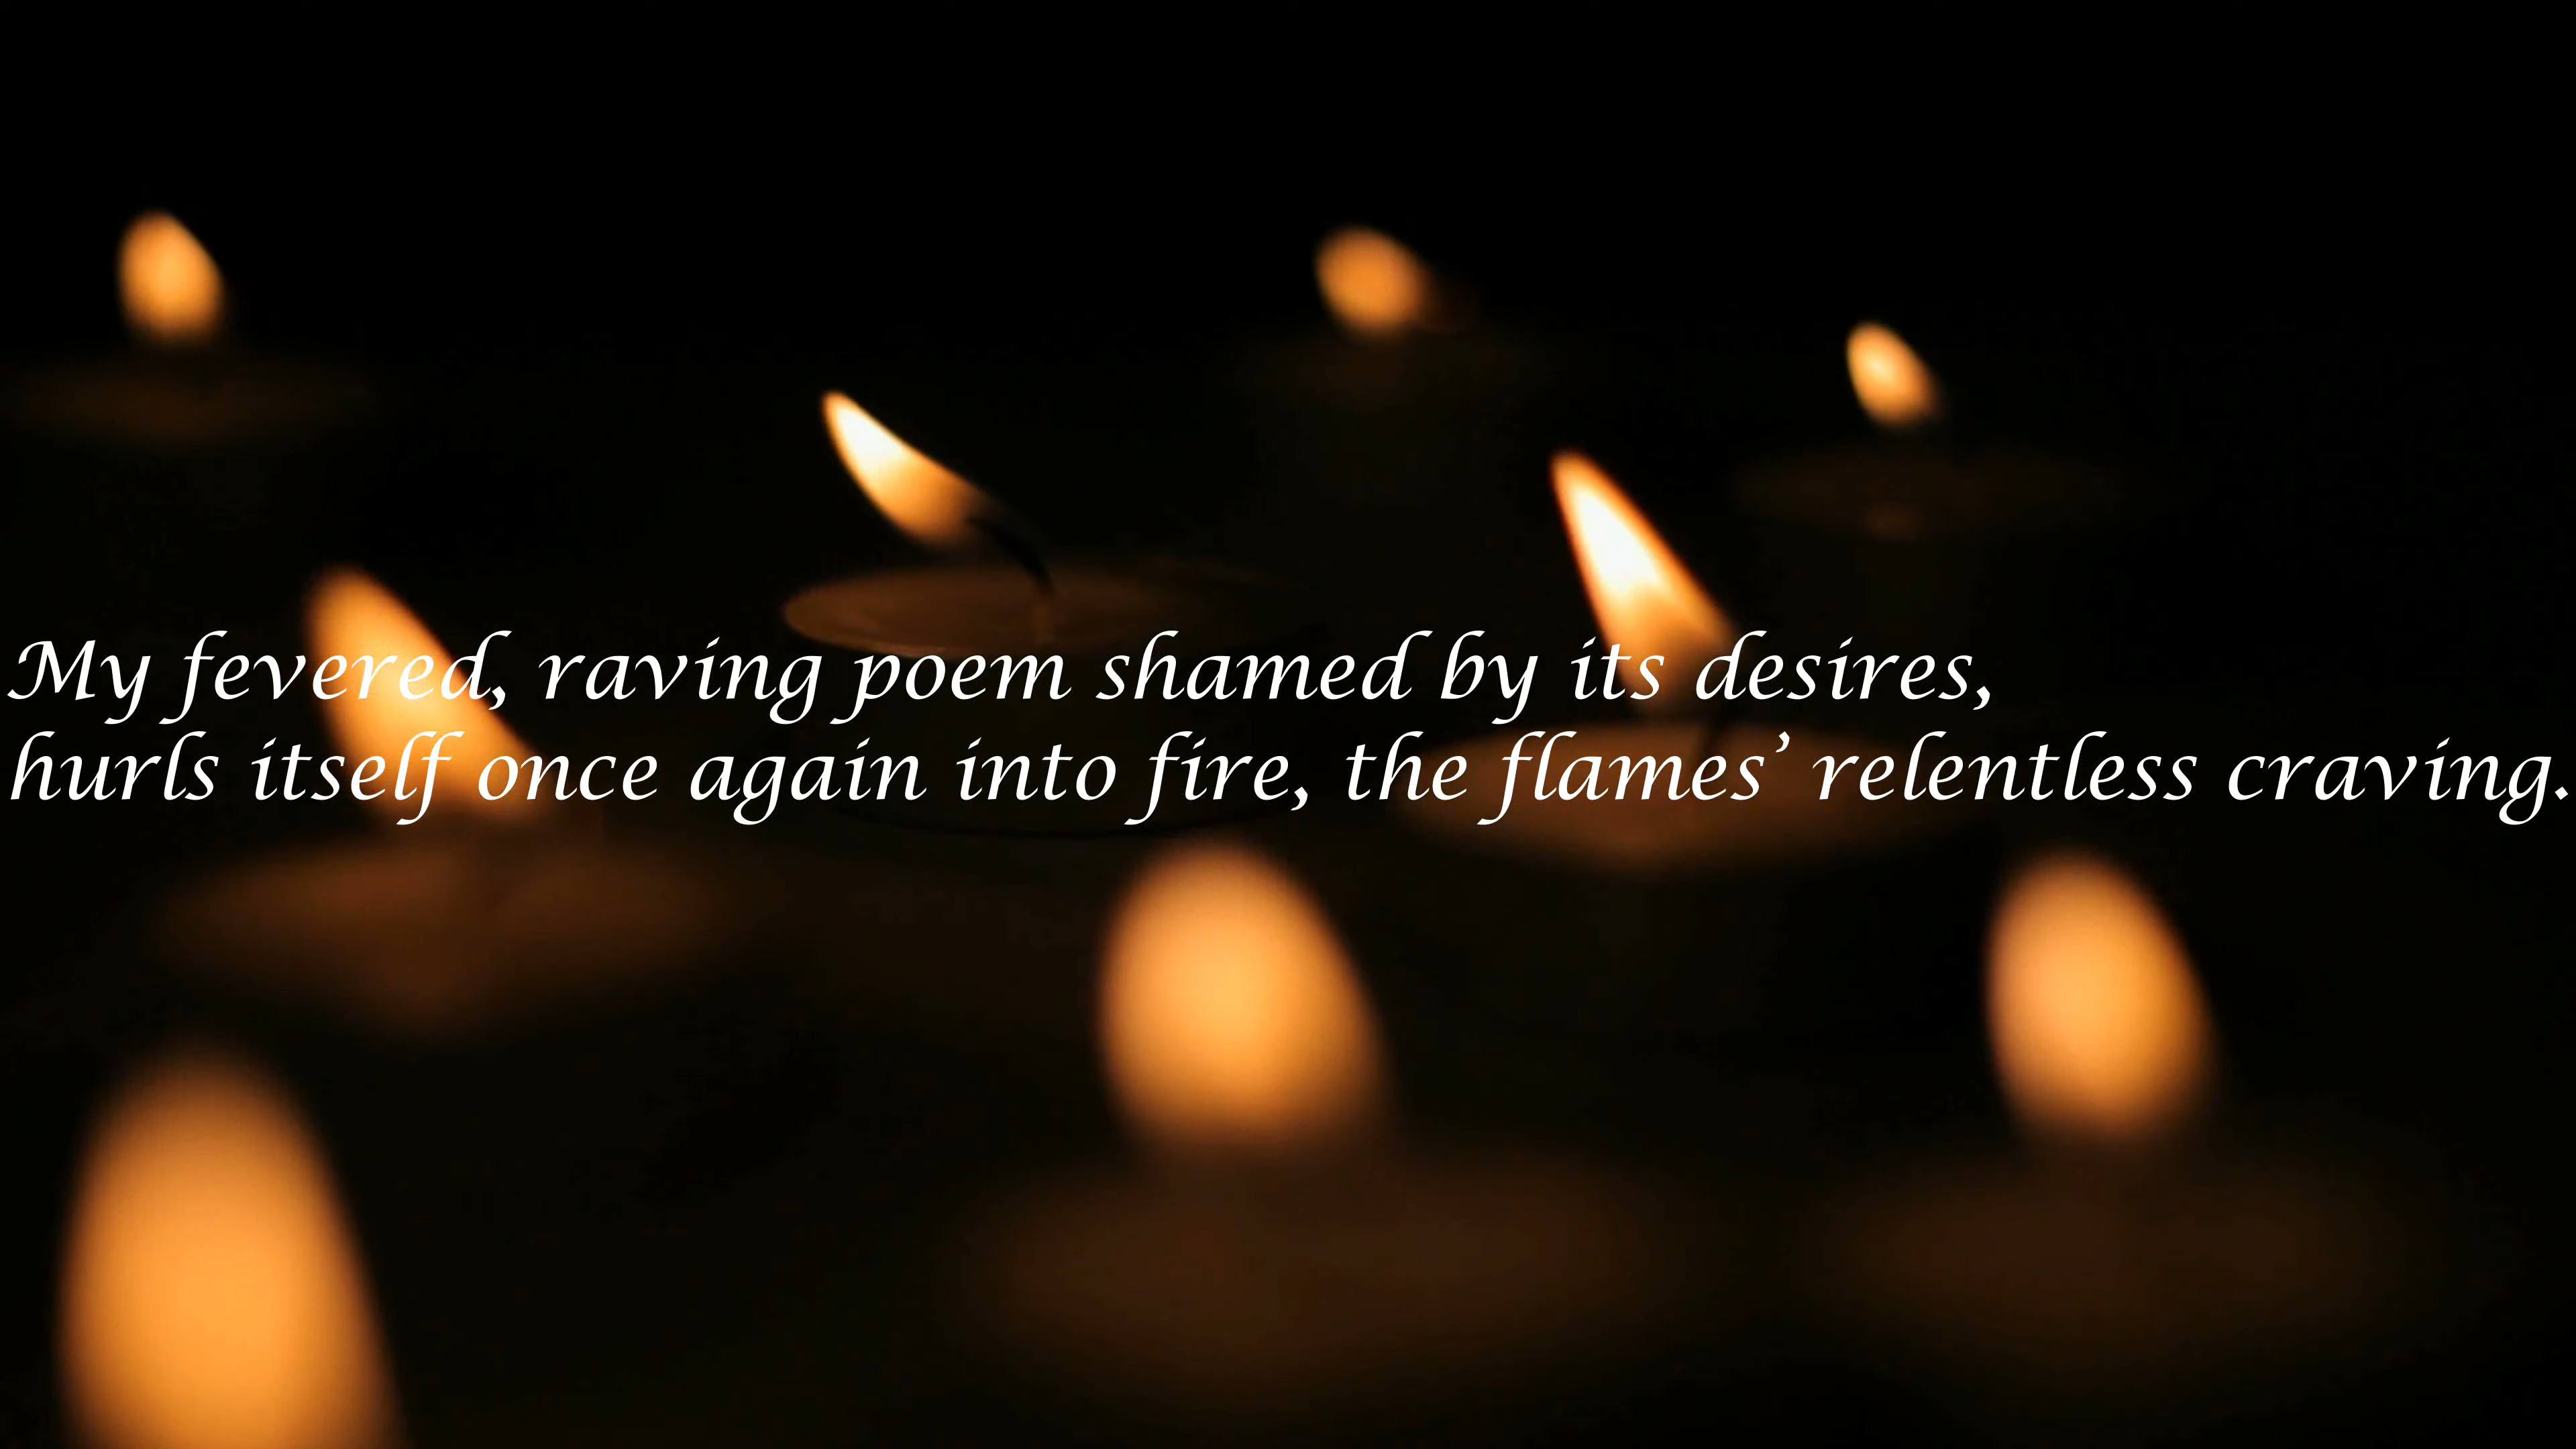 My fevered, raving poem shamed by its desires,
hurls itself once again into fire, the flames’ relentless craving.